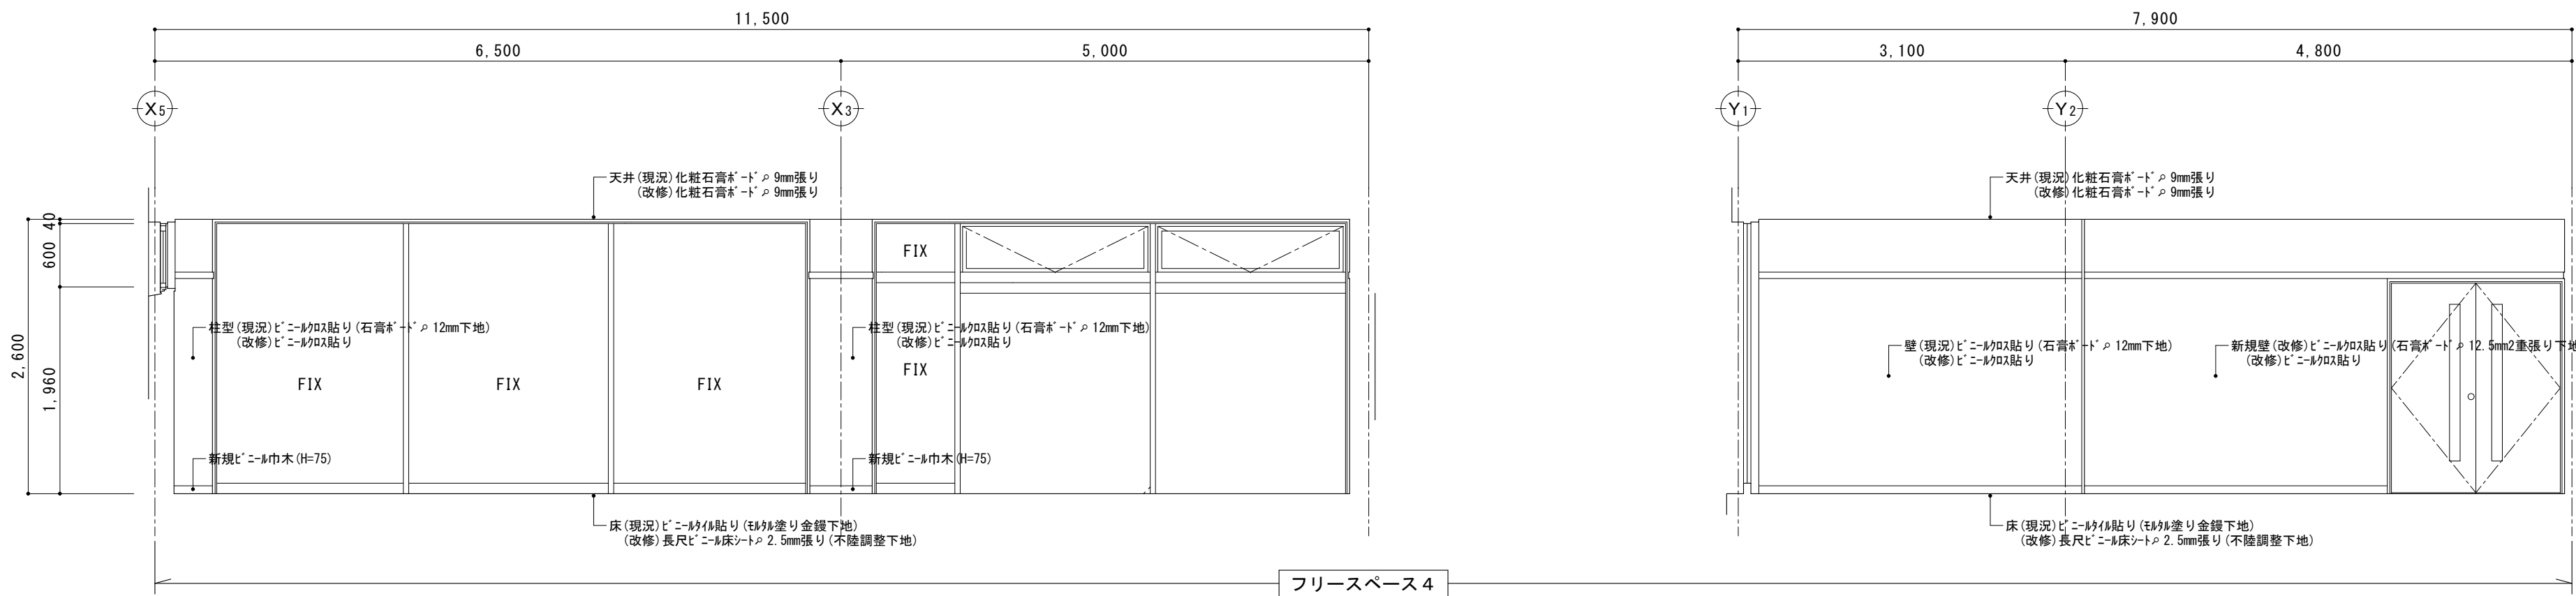 11,500
6,500
5,000
X5
X3
天井(現況)化粧石膏ﾎﾞｰﾄﾞ㋐ 9mm張り
(改修)化粧石膏ﾎﾞｰﾄﾞ㋐ 9mm張り
40
600
1,960
2,600
FIX
柱型(現況)ﾋﾞﾆｰﾙｸﾛｽ貼り(石膏ﾎﾞｰﾄﾞ㋐ 12mm下地)
(改修)ﾋﾞﾆｰﾙｸﾛｽ貼り
柱型(現況)ﾋﾞﾆｰﾙｸﾛｽ貼り(石膏ﾎﾞｰﾄﾞ㋐ 12mm下地)
(改修)ﾋﾞﾆｰﾙｸﾛｽ貼り
FIX
FIX
FIX
FIX
新規ﾋﾞﾆｰﾙ巾木(H=75)
新規ﾋﾞﾆｰﾙ巾木(H=75)
床(現況)ﾋﾞﾆｰﾙﾀｲﾙ貼り(ﾓﾙﾀﾙ塗り金鏝下地)
(改修)長尺ﾋﾞﾆｰﾙ床ｼｰﾄ㋐ 2.5mm張り(不陸調整下地)
7,900
3,100
4,800
Y1
Y2
天井(現況)化粧石膏ﾎﾞｰﾄﾞ㋐ 9mm張り
(改修)化粧石膏ﾎﾞｰﾄﾞ㋐ 9mm張り
壁(現況)ﾋﾞﾆｰﾙｸﾛｽ貼り(石膏ﾎﾞｰﾄﾞ㋐ 12mm下地)
(改修)ﾋﾞﾆｰﾙｸﾛｽ貼り
新規壁(改修)ﾋﾞﾆｰﾙｸﾛｽ貼り(石膏ﾎﾞｰﾄﾞ㋐ 12.5mm2重張り下地
(改修)ﾋﾞﾆｰﾙｸﾛｽ貼り
床(現況)ﾋﾞﾆｰﾙﾀｲﾙ貼り(ﾓﾙﾀﾙ塗り金鏝下地)
(改修)長尺ﾋﾞﾆｰﾙ床ｼｰﾄ㋐ 2.5mm張り(不陸調整下地)
フリースペース４